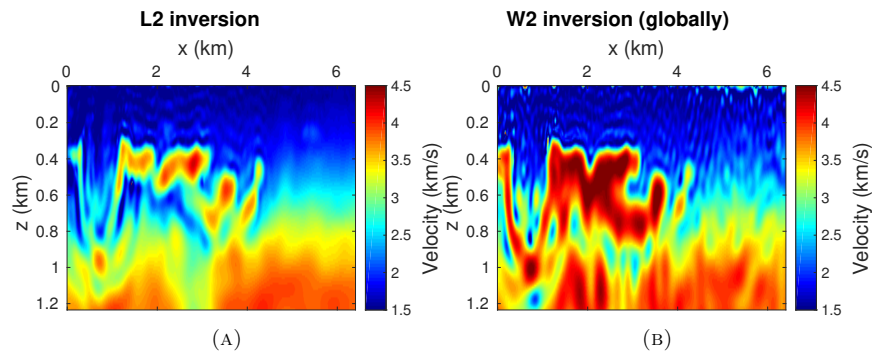 L2 inversion
x (km)
0 2 4 6
0
0.2
0.4
0.6
0.8
1
1.2
z (km)
4.5
4
3.5
3
2.5
2
1.5
Velocity (km/s)
(A)
W2 inversion (globally)
x (km)
0 2 4 6
0
0.2
0.4
0.6
0.8
1
1.2
z (km)
4.5
4
3.5
3
2.5
2
1.5
Velocity (km/s)
(B)